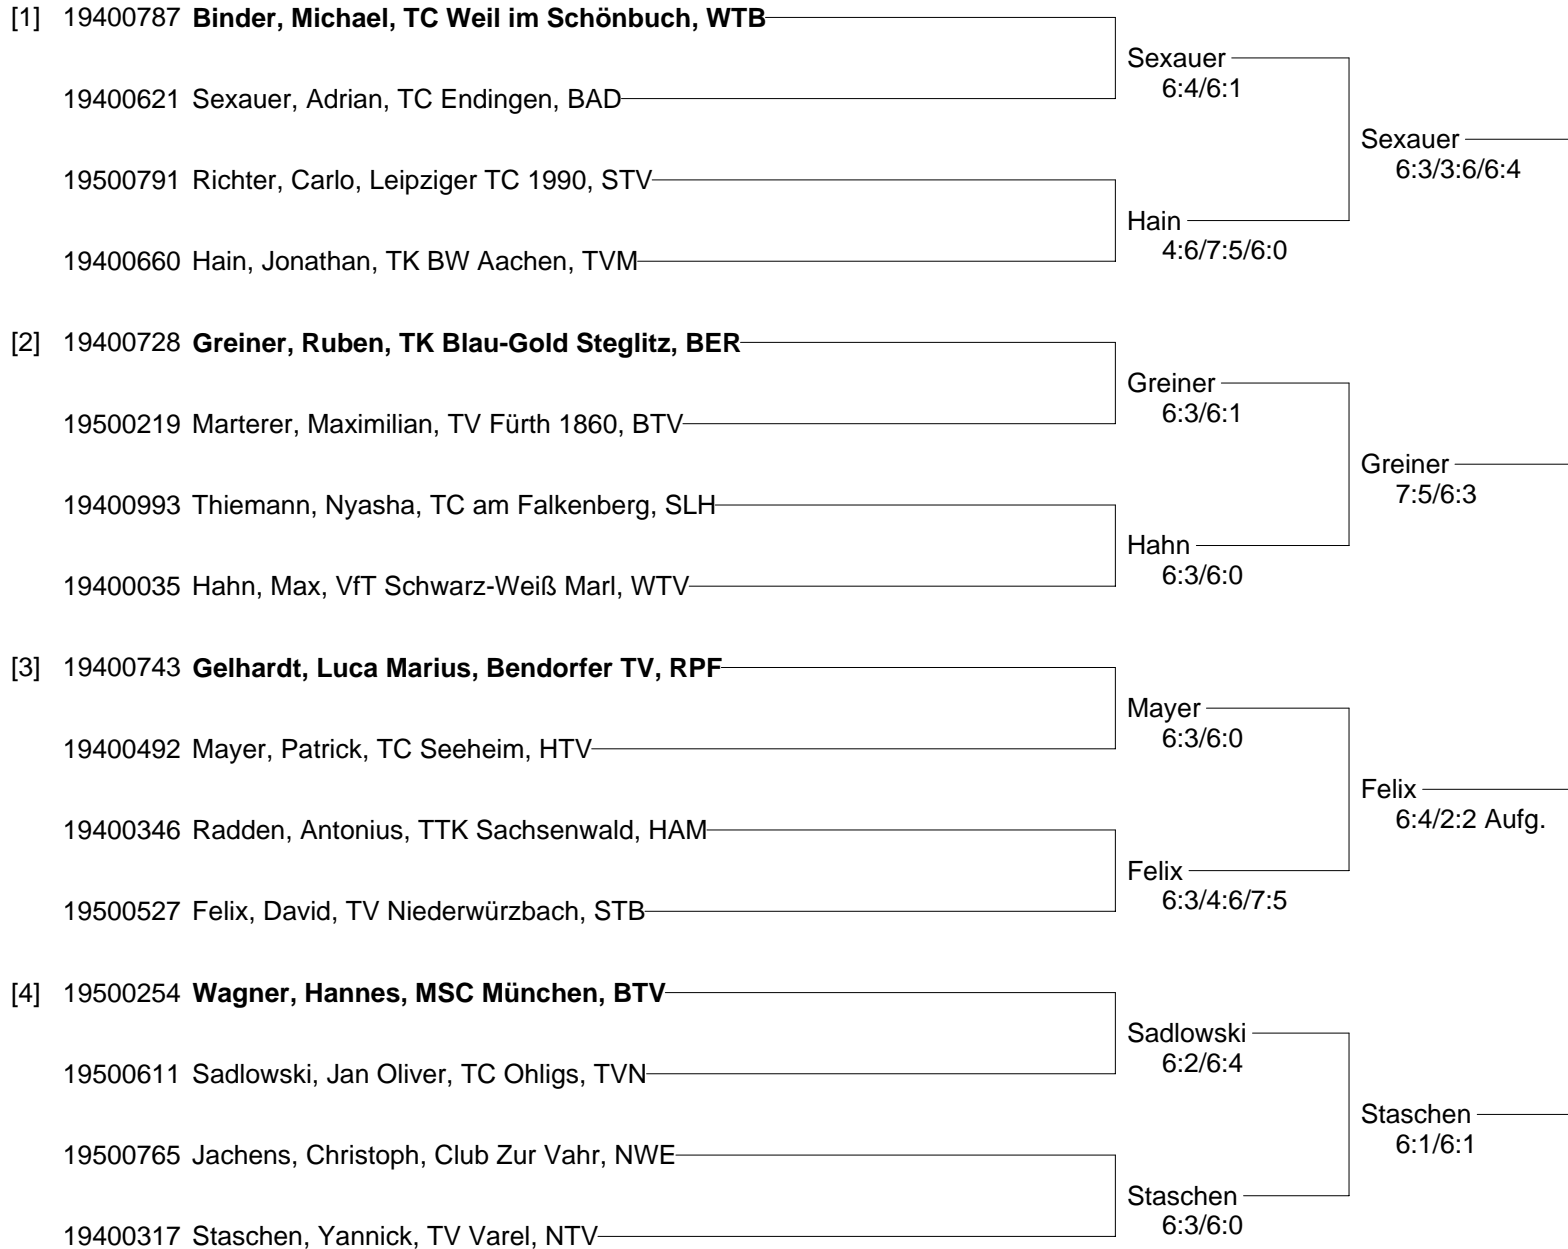 [1] 19400787 Binder, Michael, TC Weil im Schönbuch, WTB
Sexauer
6:4/6:1
19400621 Sexauer, Adrian, TC Endingen, BAD
Sexauer
6:3/3:6/6:4
19500791 Richter, Carlo, Leipziger TC 1990, STV
Hain
4:6/7:5/6:0
19400660 Hain, Jonathan, TK BW Aachen, TVM
[2] 19400728 Greiner, Ruben, TK Blau-Gold Steglitz, BER
Greiner
6:3/6:1
19500219 Marterer, Maximilian, TV Fürth 1860, BTV
Greiner
7:5/6:3
19400993 Thiemann, Nyasha, TC am Falkenberg, SLH
Hahn
6:3/6:0
19400035 Hahn, Max, VfT Schwarz-Weiß Marl, WTV
[3] 19400743 Gelhardt, Luca Marius, Bendorfer TV, RPF
Mayer
6:3/6:0
19400492 Mayer, Patrick, TC Seeheim, HTV
Felix
6:4/2:2 Aufg.
19400346 Radden, Antonius, TTK Sachsenwald, HAM
Felix
6:3/4:6/7:5
19500527 Felix, David, TV Niederwürzbach, STB
[4] 19500254 Wagner, Hannes, MSC München, BTV
Sadlowski
6:2/6:4
19500611 Sadlowski, Jan Oliver, TC Ohligs, TVN
Staschen
6:1/6:1
19500765 Jachens, Christoph, Club Zur Vahr, NWE
Staschen
6:3/6:0
19400317 Staschen, Yannick, TV Varel, NTV